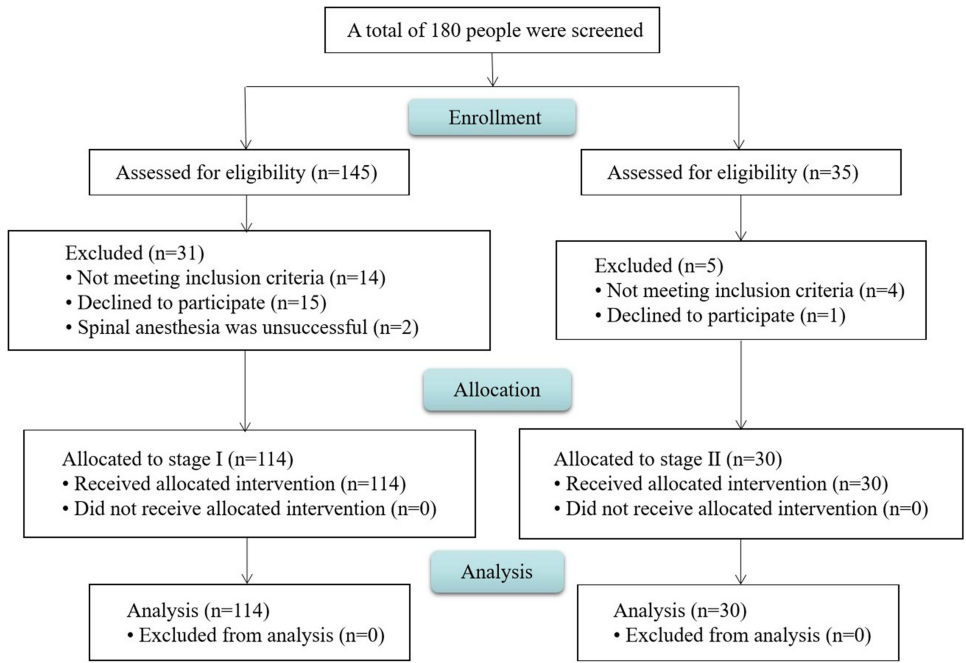 A total of 180 people were screened
Enrollment
Assessed for eligibility (n=145)
Assessed for eligibility (n=35)
Excluded (n=31)
• Not meeting inclusion criteria (n=14)
• Declined to participate (n=15)
• Spinal anesthesia was unsuccessful (n=2)
Excluded (n=5)
• Not meeting inclusion criteria (n=4)
• Declined to participate (n=1)
Allocation
Allocated to stage I (n=114)
• Received allocated intervention (n=114)
• Did not receive allocated intervention (n=0)
Allocated to stage II (n=30)
• Received allocated intervention (n=30)
• Did not receive allocated intervention (n=0)
Analysis
Analysis (n=114)
• Excluded from analysis (n=0)
Analysis (n=30)
• Excluded from analysis (n=0)